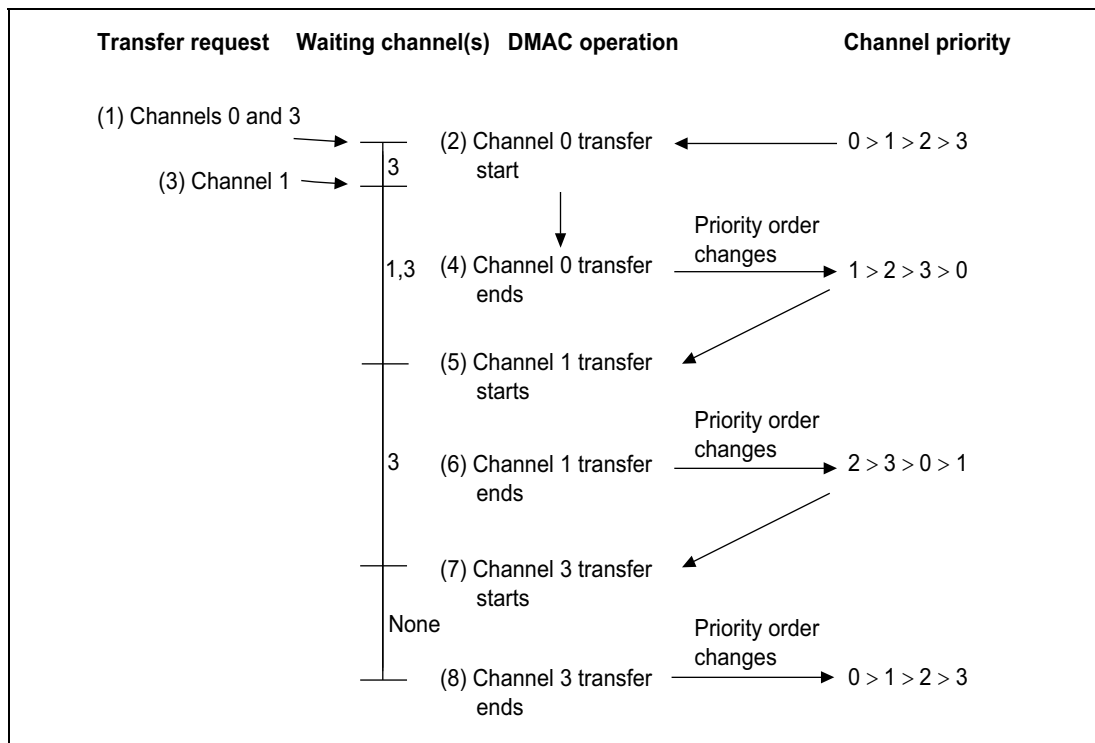 Transfer request Waiting channel(s) DMAC operation Channel priority
(1) Channels 0 and 3
(2) Channel 0 transfer
start
0 > 1 > 2 > 3
3
(3) Channel 1
Priority order
changes
1,3
(4) Channel 0 transfer
ends
1 > 2 > 3 > 0
(5) Channel 1 transfer
starts
Priority order
changes
3
(6) Channel 1 transfer
ends
2 > 3 > 0 > 1
(7) Channel 3 transfer
starts
None
Priority order
changes
(8) Channel 3 transfer
ends
0 > 1 > 2 > 3